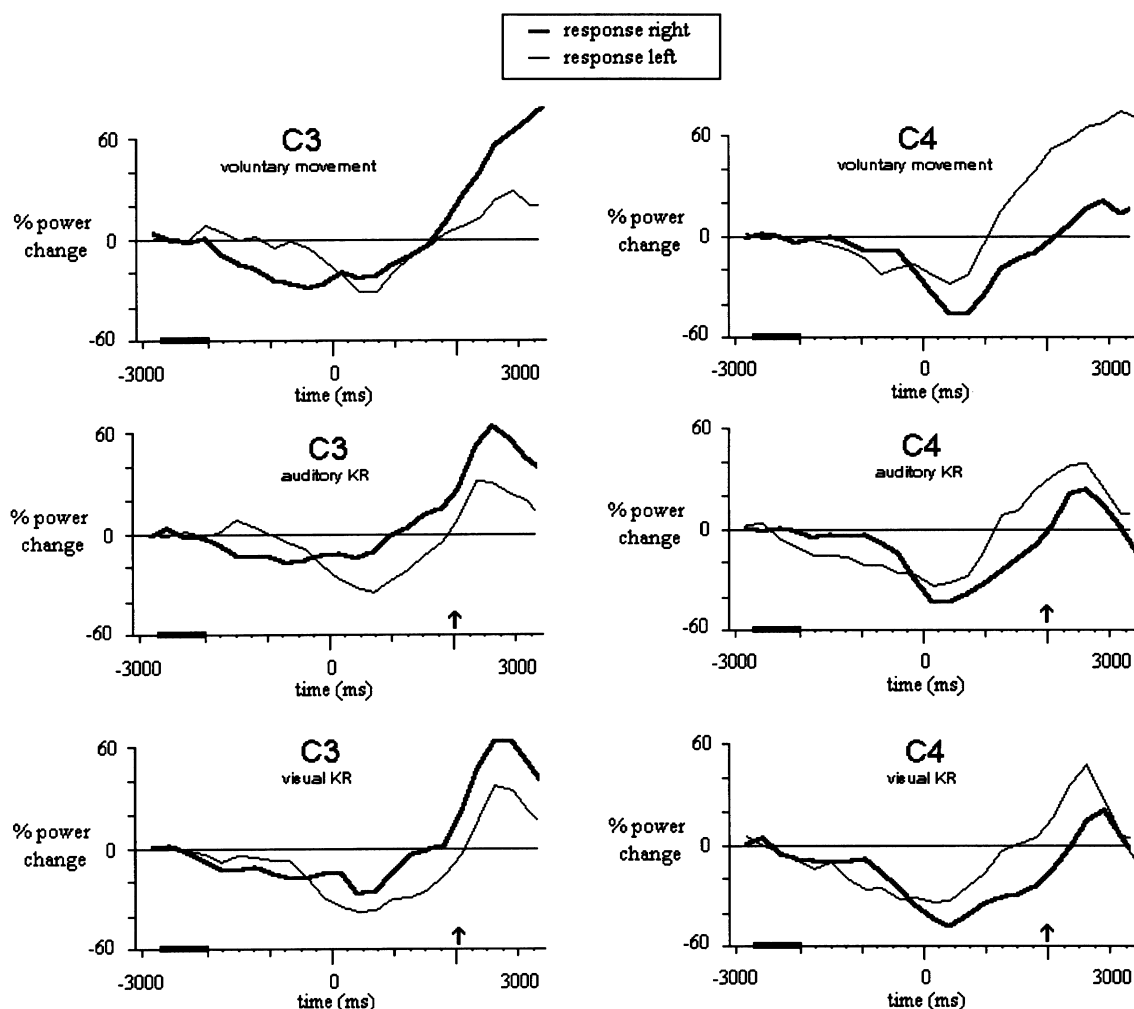 response right
response left
60
C3
voluntary movement
% power
change
0
-60
-3000
0
3000
time (ms)
60
C4
voluntary movement
% power
change
0
-60
-3000
0
3000
time (ms)
60
C3
auditory KR
% power
change
0
-60
-3000
0
3000
time (ms)
60
C4
auditory KR
% power
change
0
-60
-3000
0
3000
time (ms)
60
C3
visual KR
% power
change
0
-60
-3000
0
3000
time (ms)
60
C4
visual KR
% power
change
0
-60
-3000
0
3000
time (ms)